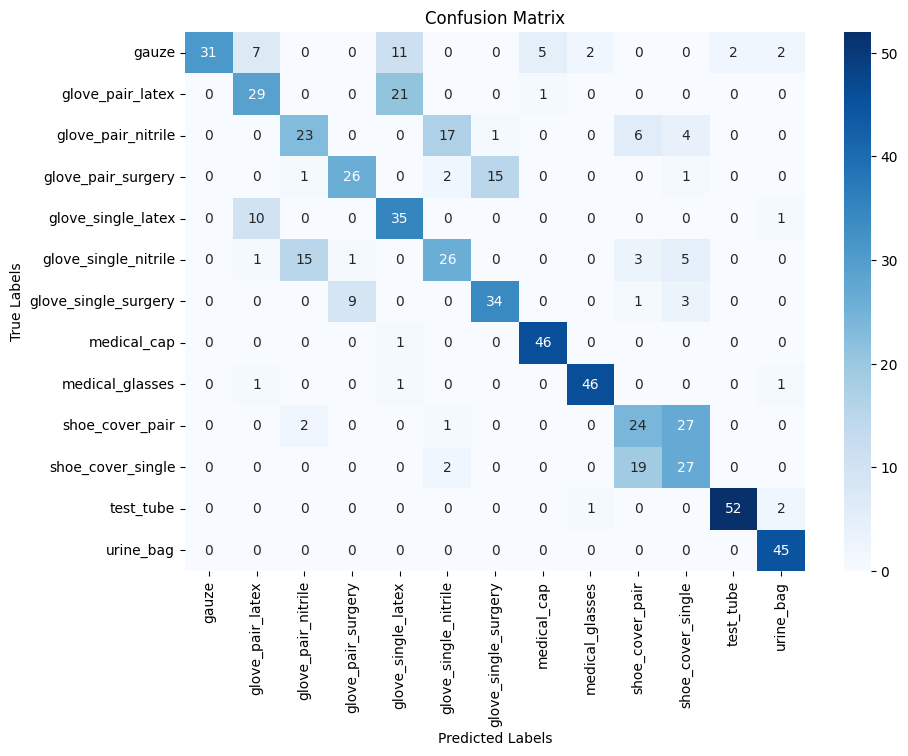 Confusion Matrix
True Labels
gauze 31 7 0 0 11 0 0 5 2 0 0 2 2
glove_pair_latex 0 29 0 0 21 0 0 1 0 0 0 0 0
glove_pair_nitrile 0 0 23 0 0 17 1 0 0 6 4 0 0
glove_pair_surgery 0 0 1 26 0 2 15 0 0 0 1 0 0
glove_single_latex 0 10 0 0 35 0 0 0 0 0 0 0 1
glove_single_nitrile 0 1 15 1 0 26 0 0 0 3 5 0 0
glove_single_surgery 0 0 0 9 0 0 34 0 0 1 3 0 0
medical_cap 0 0 0 0 1 0 0 46 0 0 0 0 0
medical_glasses 0 1 0 0 1 0 0 0 46 0 0 0 1
shoe_cover_pair 0 0 2 0 0 1 0 0 0 24 27 0 0
shoe_cover_single 0 0 0 0 0 2 0 0 0 19 27 0 0
test_tube 0 0 0 0 0 0 0 0 1 0 0 52 2
urine_bag 0 0 0 0 0 0 0 0 0 0 0 0 45
gauze
glove_pair_latex
glove_pair_nitrile
glove_pair_surgery
glove_single_latex
glove_single_nitrile
glove_single_surgery
medical_cap
medical_glasses
shoe_cover_pair
shoe_cover_single
test_tube
urine_bag
Predicted Labels
50
40
30
20
10
0